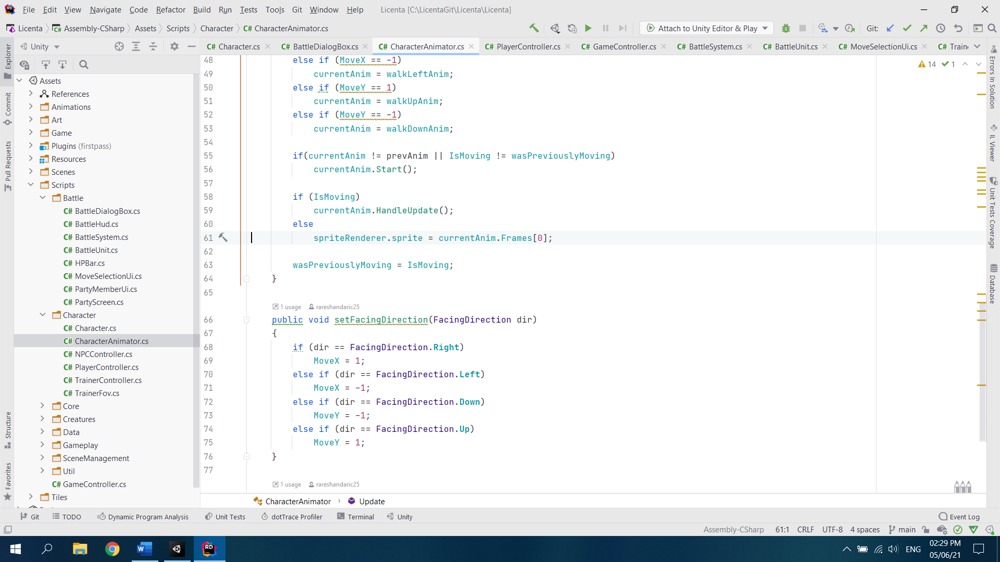 File Edit View Navigate Code Refactor Build Run Tests Tools Git Window Help Licenta [C:\LicentaGit\Licenta\Licenta]
Licenta Assembly-CSharp Assets Scripts Character C# CharacterAnimator.cs Attach to Unity Editor & Play Git:
Unity
C# Character.cs C# BattleDialogBox.cs C# CharacterAnimator.cs C# PlayerController.cs C# GameController.cs C# BattleSystem.cs C# BattleUnit.cs C# MoveSelectionUi.cs C# Traine
Explorer
Commit
Pull Requests
Structure
Favorites
Assets
References
Animations
Art
Game
Plugins (firstpass)
Resources
Scenes
Scripts
Battle
C# BattleDialogBox.cs
C# BattleHud.cs
C# BattleSystem.cs
C# BattleUnit.cs
C# HPBar.cs
C# MoveSelectionUi.cs
C# PartyMemberUi.cs
C# PartyScreen.cs
Character
C# Character.cs
C# CharacterAnimator.cs
C# NPCController.cs
C# PlayerController.cs
C# TrainerController.cs
C# TrainerFov.cs
Core
Creatures
Data
Gameplay
SceneManagement
Util
C# GameController.cs
Tiles
14 1
48 else if (MoveX == -1)
49 currentAnim = walkLeftAnim;
50 else if (MoveY == 1)
51 currentAnim = walkUpAnim;
52 else if (MoveY == -1)
53 currentAnim = walkDownAnim;
54
55 if(currentAnim != prevAnim || IsMoving != wasPreviouslyMoving)
56 currentAnim.Start();
57
58 if (IsMoving)
59 currentAnim.HandleUpdate();
60 else
61 spriteRenderer.sprite = currentAnim.Frames[0];
62
63 wasPreviouslyMoving = IsMoving;
64 }
65
1 usage rareshandaric25
66 public void setFacingDirection(FacingDirection dir)
67 {
68 if (dir == FacingDirection.Right)
69 MoveX = 1;
70 else if (dir == FacingDirection.Left)
71 MoveX = -1;
72 else if (dir == FacingDirection.Down)
73 MoveY = -1;
74 else if (dir == FacingDirection.Up)
75 MoveY = 1;
76 }
77
1 usage rareshandaric25
Errors In Solution
IL Viewer
Unit Tests Coverage
Database
CharacterAnimator Update
Git TODO Dynamic Program Analysis Unit Tests dotTrace Profiler Terminal Unity Event Log
Assembly-CSharp 61:1 CRLF UTF-8 4 spaces main
ENG
02:29 PM
05/06/21